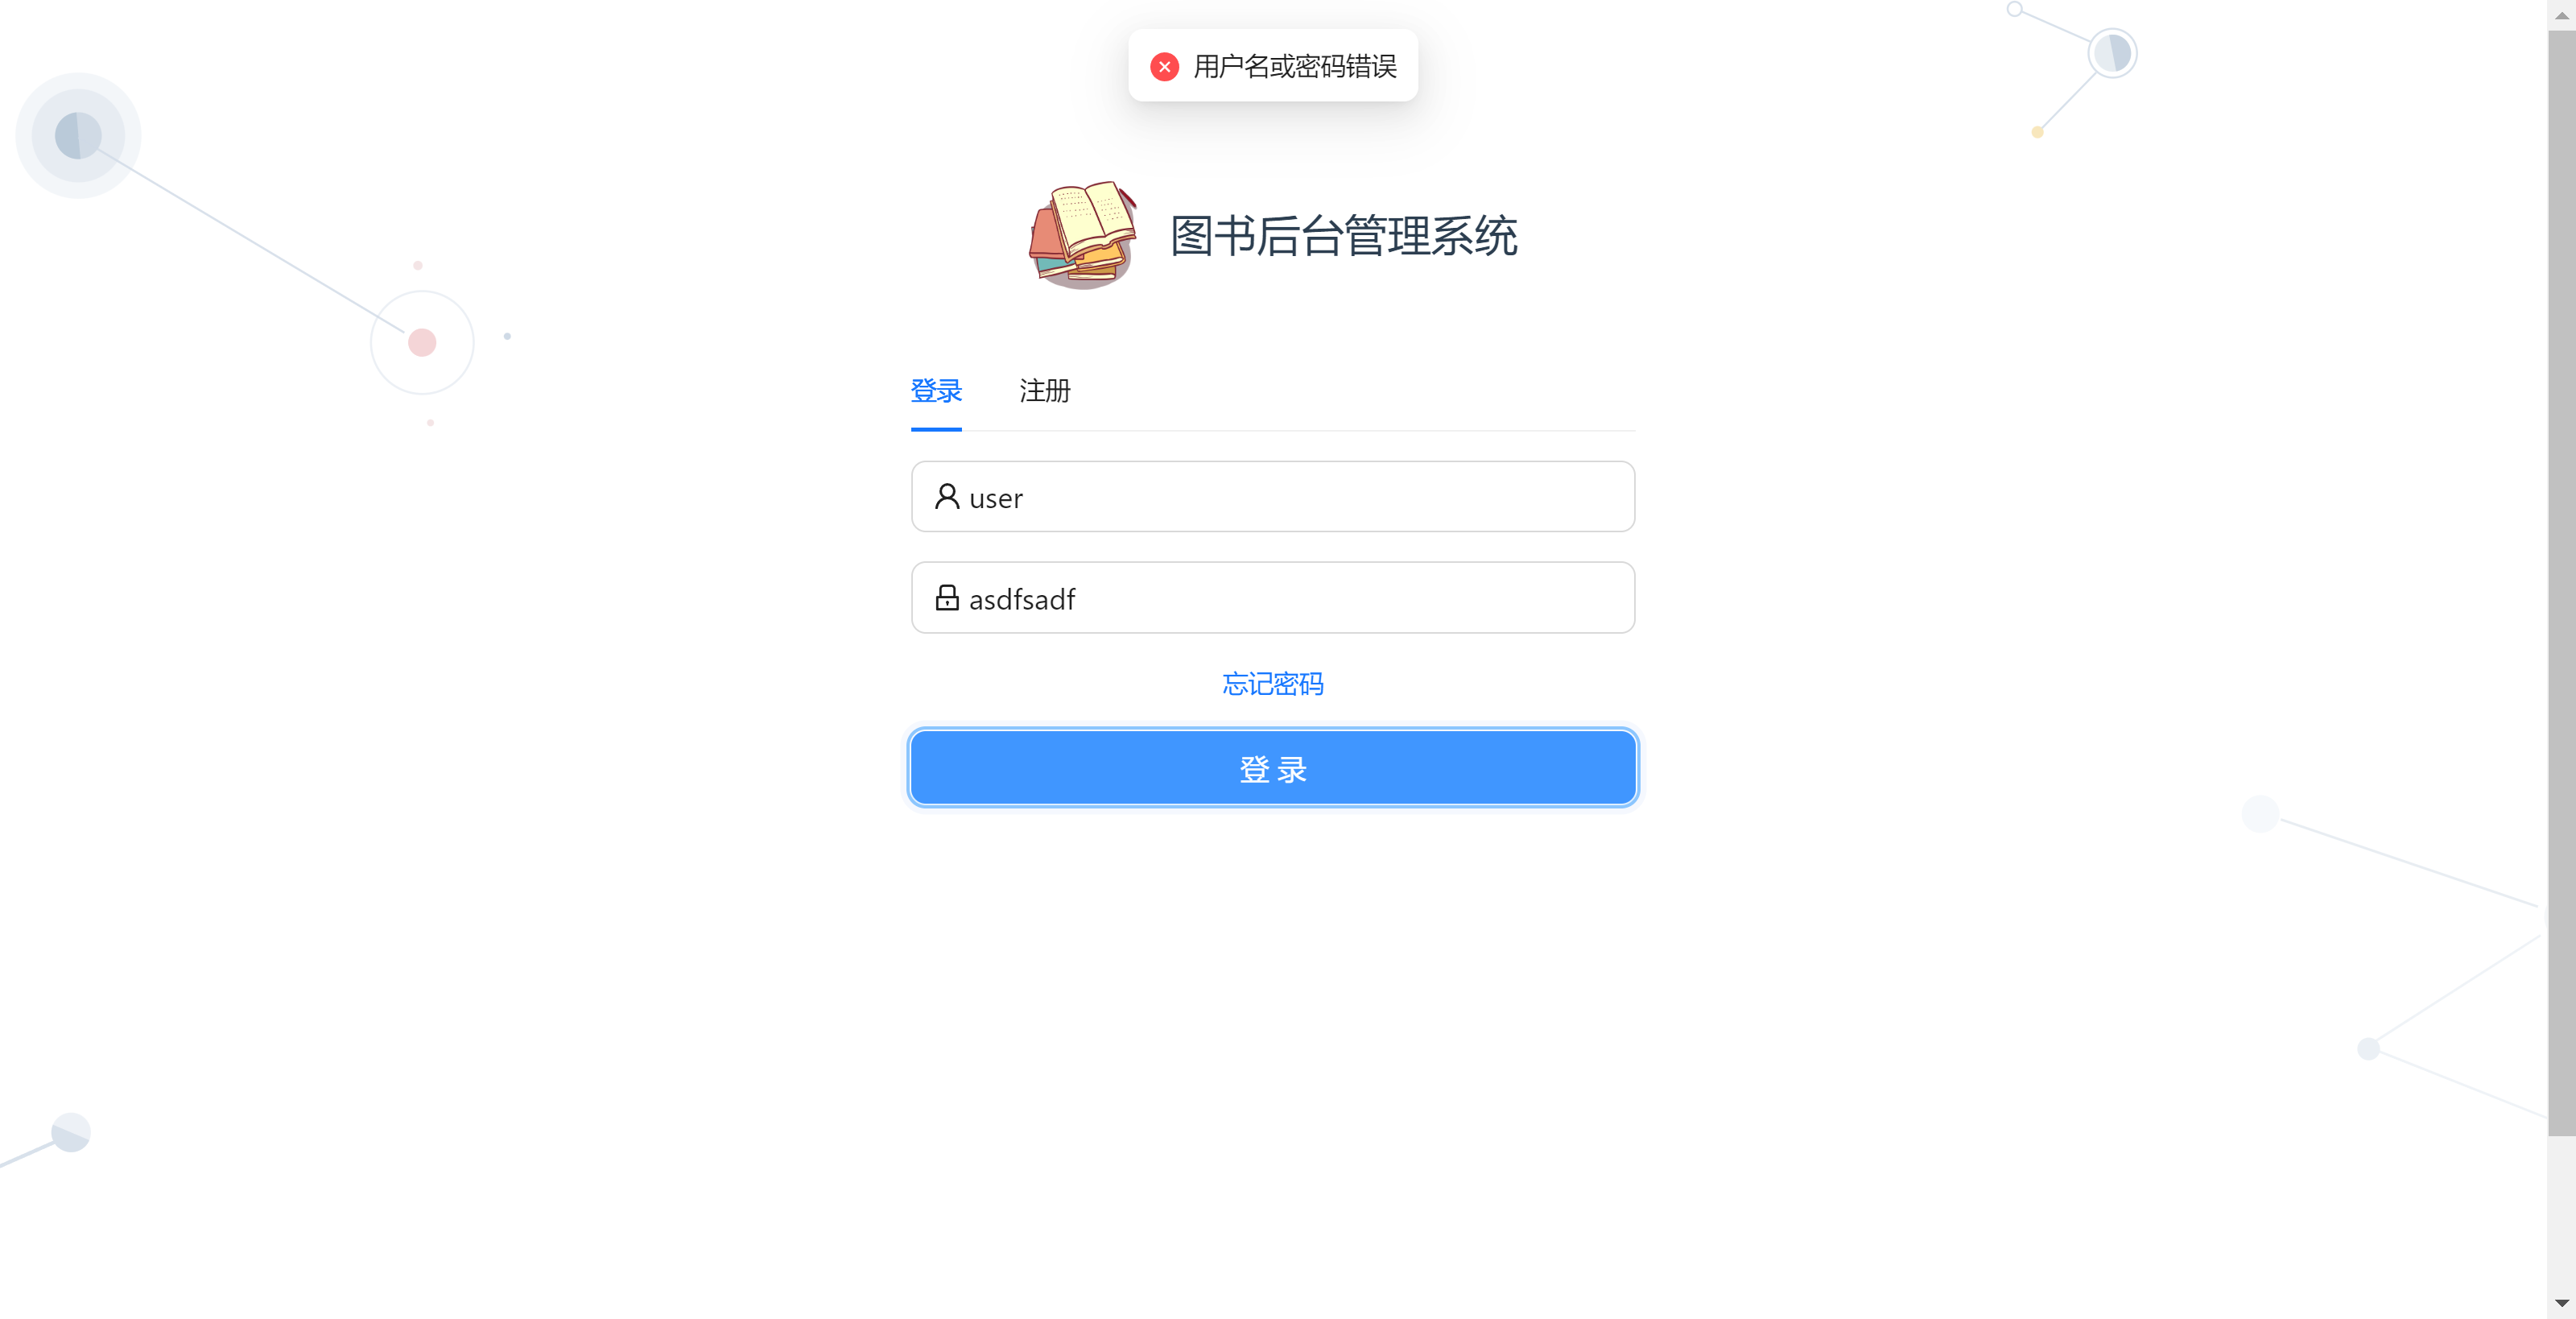 用户名或密码错误
图书后台管理系统
登录 注册
user
asdfsadf
忘记密码
登 录